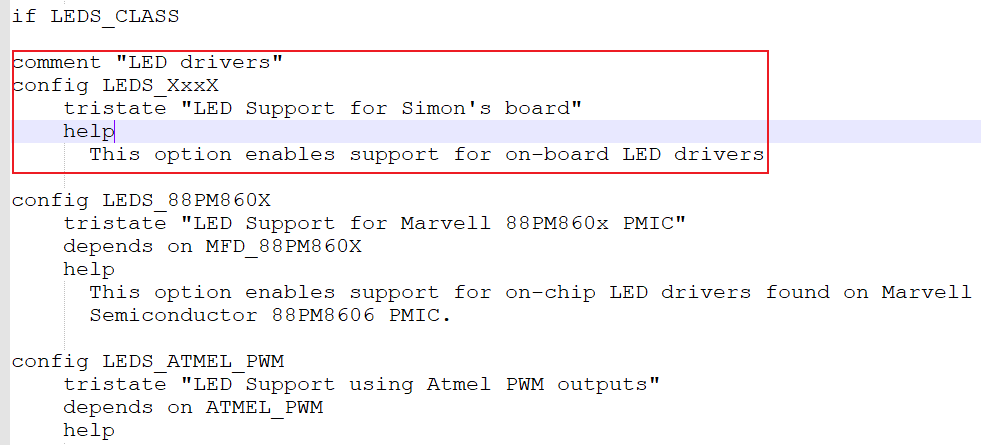 if LEDS_CLASS
comment "LED drivers"
config LEDS_XxxX
tristate "LED Support for Simon's board"
help
This option enables support for on-board LED drivers
config LEDS_88PM860X
tristate "LED Support for Marvell 88PM860x PMIC"
depends on MFD_88PM860X
help
This option enables support for on-chip LED drivers found on Marvell
Semiconductor 88PM8606 PMIC.
config LEDS_ATMEL_PWM
tristate "LED Support using Atmel PWM outputs"
depends on ATMEL_PWM
help